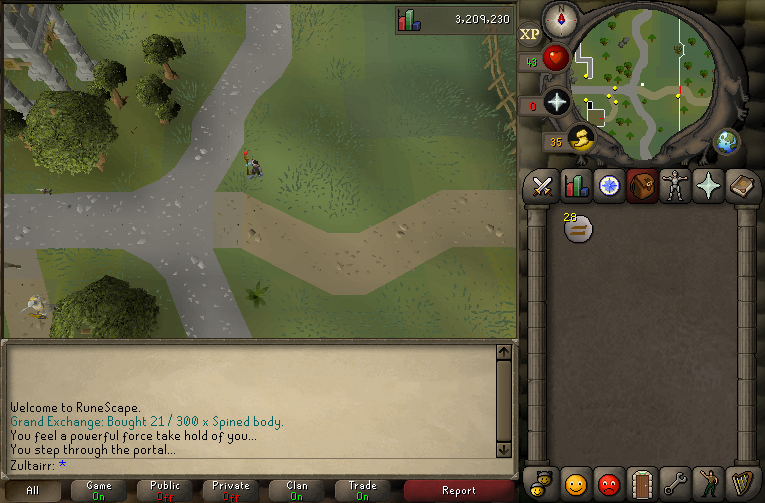 3,209,230
XP
43
0
35
28
Welcome to RuneScape.
Grand Exchange: Bought 21 / 300 x Spined body.
You feel a powerful force take hold of you...
You step through the portal...
Zultairr: *
All
Game
On
Public
Off
Private
Off
Clan
On
Trade
On
Report